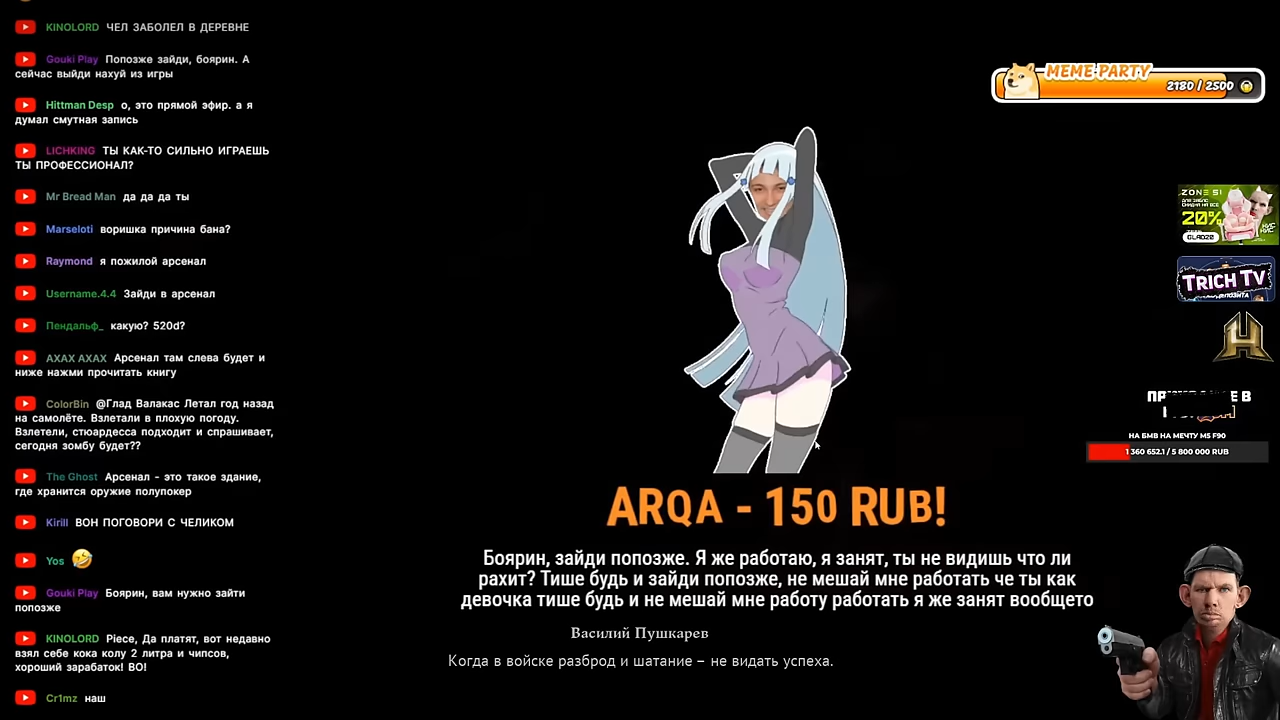 KINOLORD ЧЕЛ ЗАБОЛЕЛ В ДЕРЕВНЕ
Gouki Play Попозже зайди, боярин. А
сейчас выйди нахуй из игры
Hittman Desp о, это прямой эфир. а я
думал смутная запись
LICHKING ТЫ КАК-ТО СИЛЬНО ИГРАЕШЬ
ТЫ ПРОФЕССИОНАЛ?
Mr Bread Man да да да ты
Marseloti воришка причина бана?
Raymond я пожилой арсенал
Username.4.4 Зайди в арсенал
Пендальф_ какую? 520d?
AXAX AXAX Арсенал там слева будет и
ниже нажми прочитать книгу
ColorBin @Глад Валакас Летал год назад
на самолёте. Взлетали в плохую погоду.
Взлетели, стюардесса подходит и спрашивает,
сегодня зомбу будет??
The Ghost Арсенал - это такое здание,
где хранится оружие полупокер
Kirill ВОН ПОГОВОРИ С ЧЕЛИКОМ
Yos 🤣
Gouki Play Боярин, вам нужно зайти
попозже
KINOLORD Piece, Да платят, вот недавно
взял себе кока колу 2 литра и чипсов,
хороший зарабаток! ВО!
Cr1mz наш
MEME PARTY
2180 / 2500
ZONE 51
20%
GLAD20
TRICH TV
НА БМВ НА МЕЧТУ M5 F90
1 360 652.1 / 5 800 000 RUB
ARQA - 150 RUB!
Боярин, зайди попозже. Я же работаю, я занят, ты не видишь что ли
рахит? Тише будь и зайди попозже, не мешай мне работать че ты как
девочка тише будь и не мешай мне работу работать я же занят вообщето
Василий Пушкарев
Когда в войске разброд и шатание – не видать успеха.